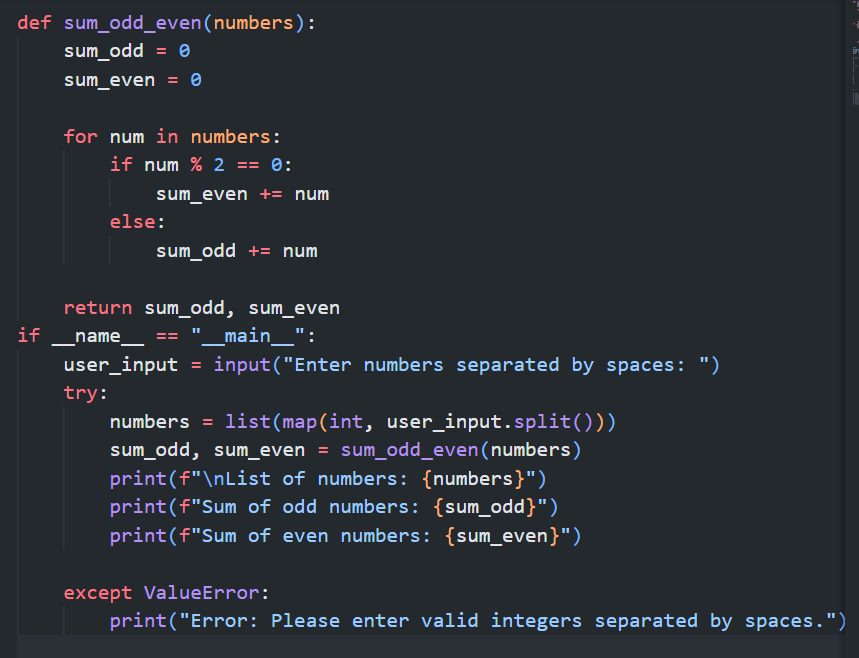 def sum_odd_even(numbers):
    sum_odd = 0
    sum_even = 0

    for num in numbers:
        if num % 2 == 0:
            sum_even += num
        else:
            sum_odd += num

    return sum_odd, sum_even
if __name__ == "__main__":
    user_input = input("Enter numbers separated by spaces: ")
    try:
        numbers = list(map(int, user_input.split()))
        sum_odd, sum_even = sum_odd_even(numbers)
        print(f"\nList of numbers: {numbers}")
        print(f"Sum of odd numbers: {sum_odd}")
        print(f"Sum of even numbers: {sum_even}")

    except ValueError:
        print("Error: Please enter valid integers separated by spaces.")